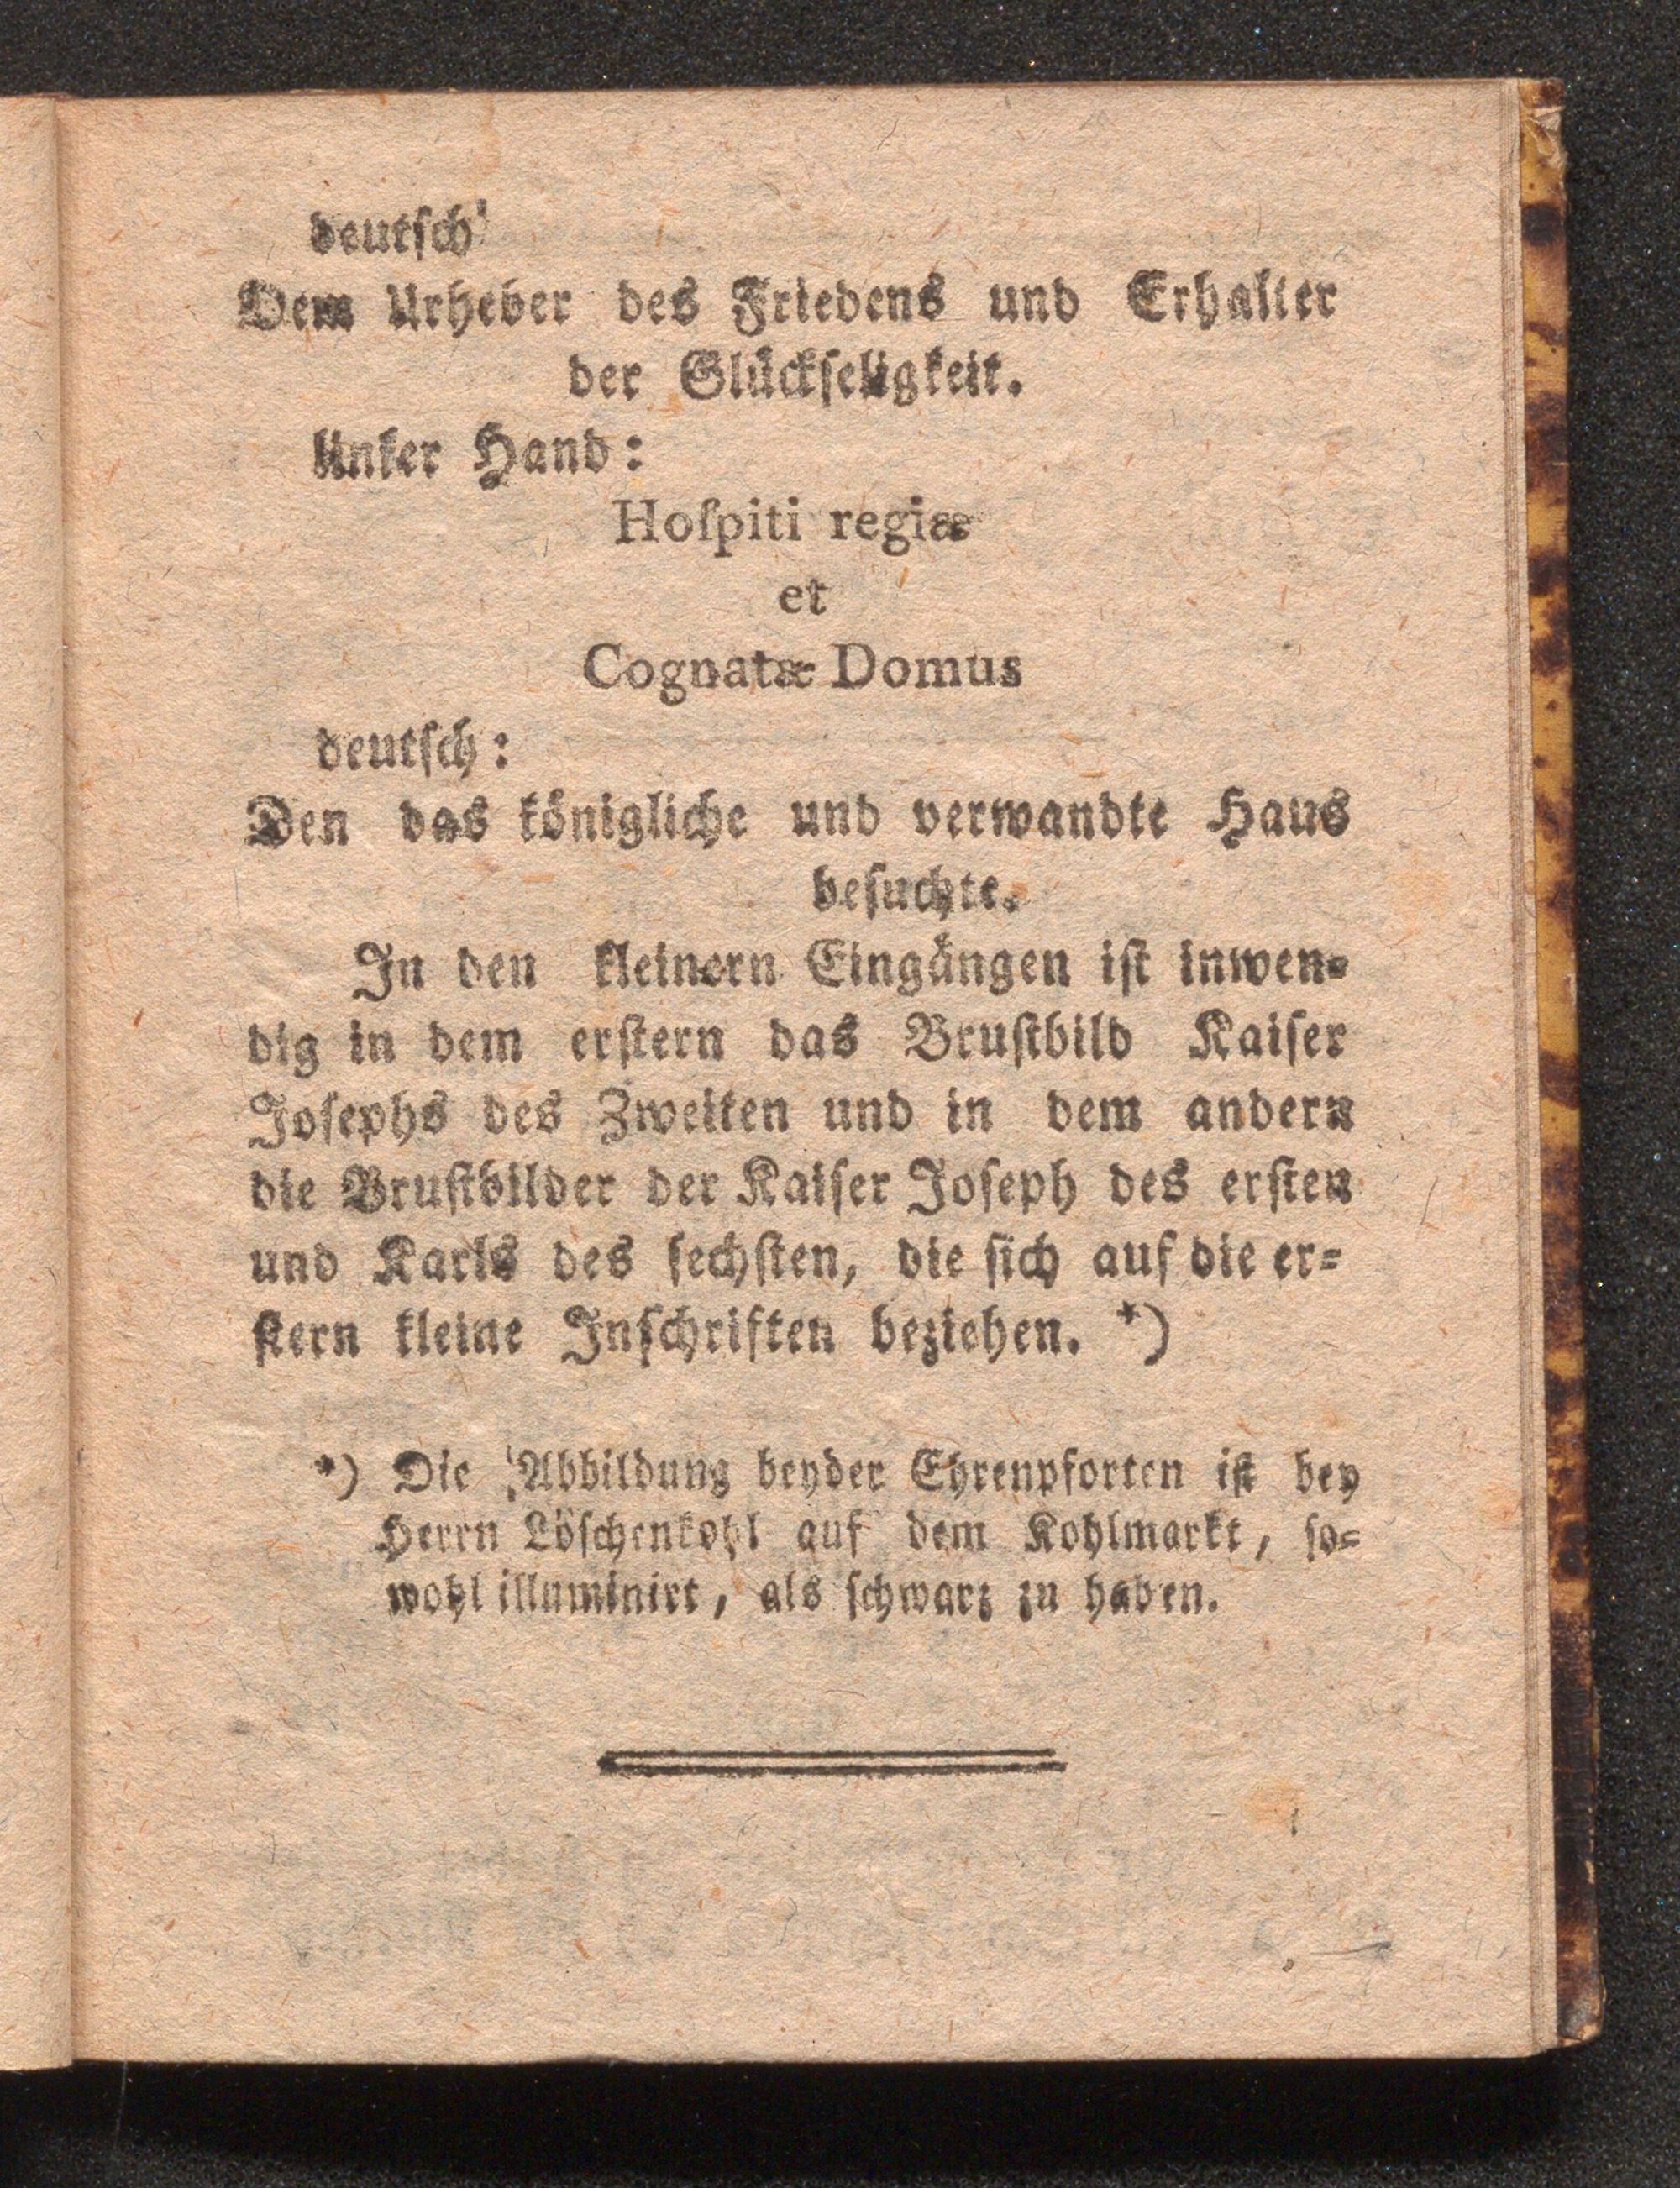 deutsch
Dem Urheber des Friedens und Erhalter
der Glückseligkeit.
linker Hand:
Hoſpiti regiæ
et
Cognatæ Domus
deutſch:
Den das königliche und verwandte Haus
beſuchte.
In den kleinern Eingängen iſt inwen⸗
dig in dem erſtern das Bruſtbild Kaiſer
Joſephs des Zweiten und in dem andern
die Bruſtbilder der Kaiſer Joſeph des erſten
und Karls des ſechſten, die ſich auf die er⸗
ſtern kleine Inſchriften beziehen. *)
*) Die Abbildung beyder Ehrenpforten iſt bey
Herrn Löſchenkohl auf dem Kohlmarkt, ſo⸗
wohl illuminirt, als ſchwarz zu haben.